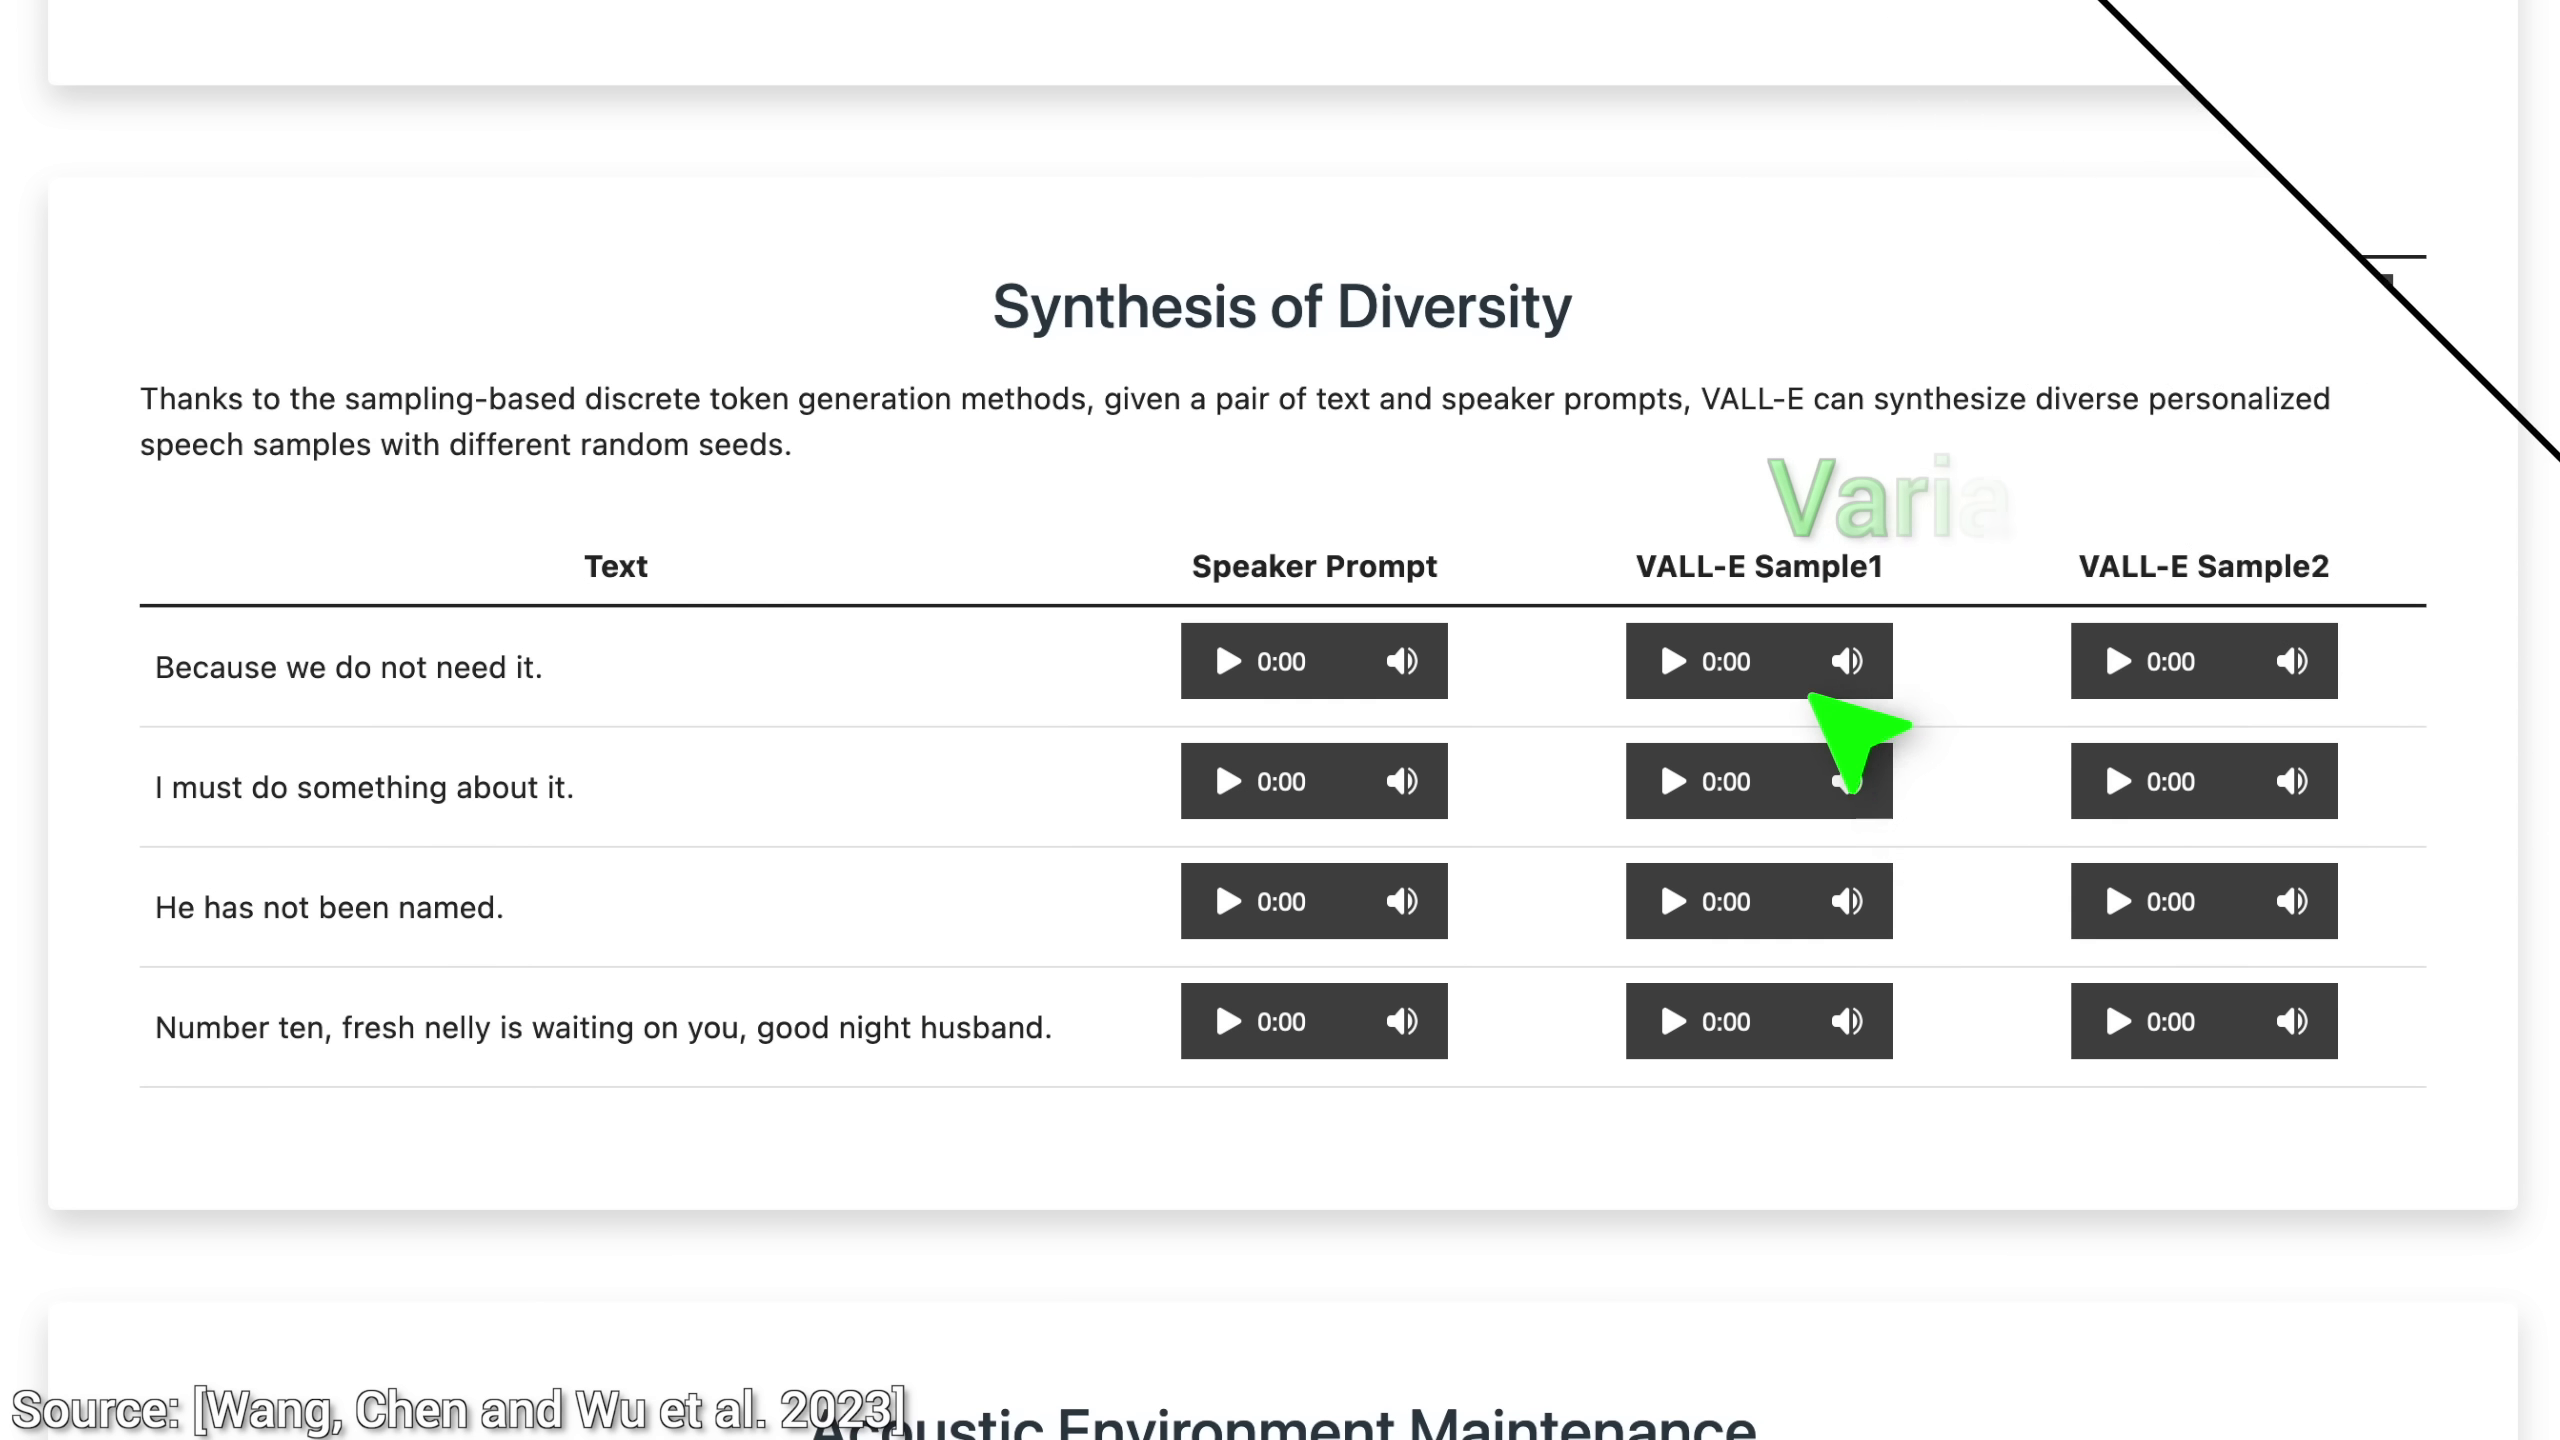 Synthesis of Diversity
Thanks to the sampling-based discrete token generation methods, given a pair of text and speaker prompts, VALL-E can synthesize diverse personalized
speech samples with different random seeds.
Varia
Text Speaker Prompt VALL-E Sample1 VALL-E Sample2
Because we do not need it. 0:00 0:00 0:00
I must do something about it. 0:00 0:00 0:00
He has not been named. 0:00 0:00 0:00
Number ten, fresh nelly is waiting on you, good night husband. 0:00 0:00 0:00
Source: [Wang, Chen and Wu et al. 2023]
Acoustic Environment Maintenance